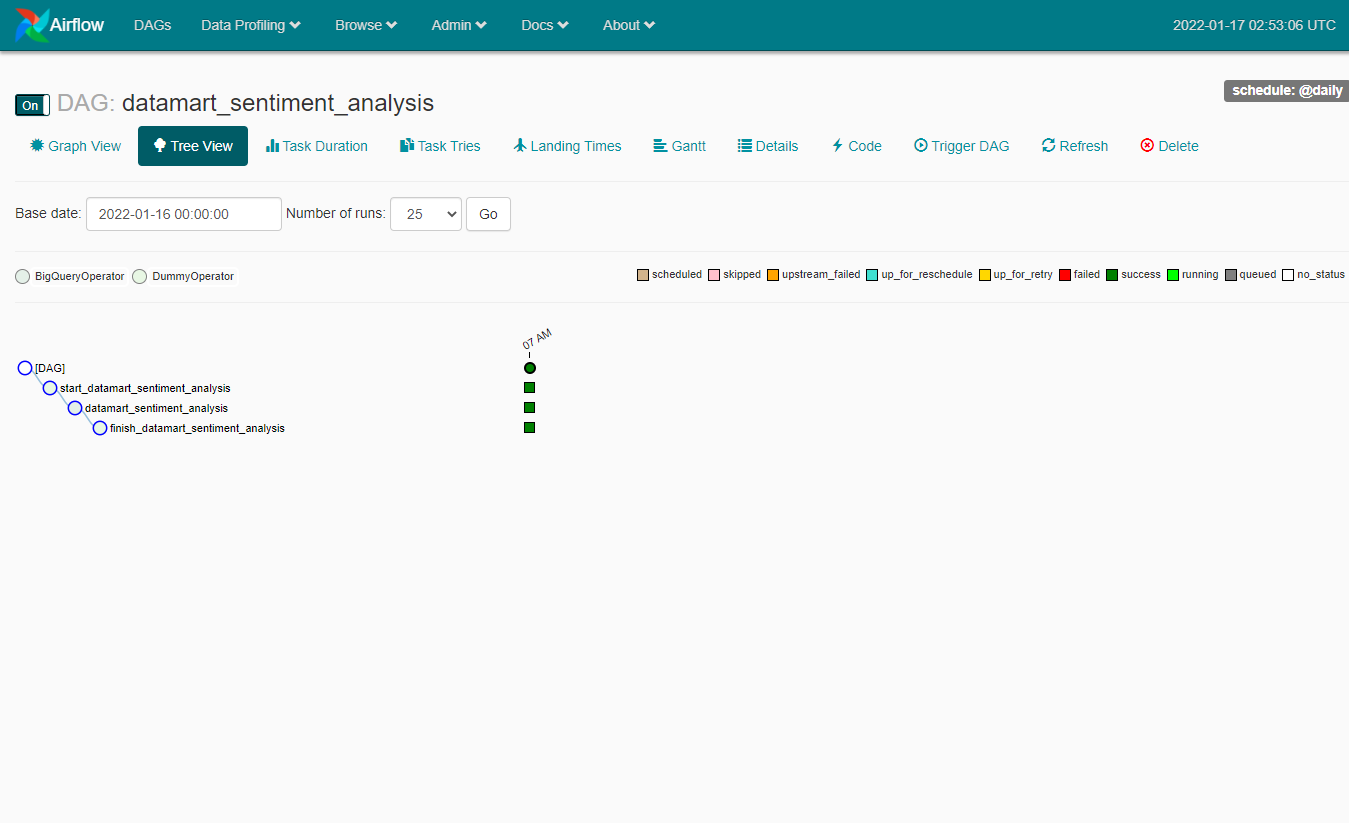 Airflow DAGs Data Profiling Browse Admin Docs About 2022-01-17 02:53:06 UTC
schedule: @daily
On DAG: datamart_sentiment_analysis
Graph View Tree View Task Duration Task Tries Landing Times Gantt Details Code Trigger DAG Refresh Delete
Base date: 2022-01-16 00:00:00 Number of runs: 25 Go
BigQueryOperator DummyOperator scheduled skipped upstream_failed up_for_reschedule up_for_retry failed success running queued no_status
07 AM
[DAG]
start_datamart_sentiment_analysis
datamart_sentiment_analysis
finish_datamart_sentiment_analysis